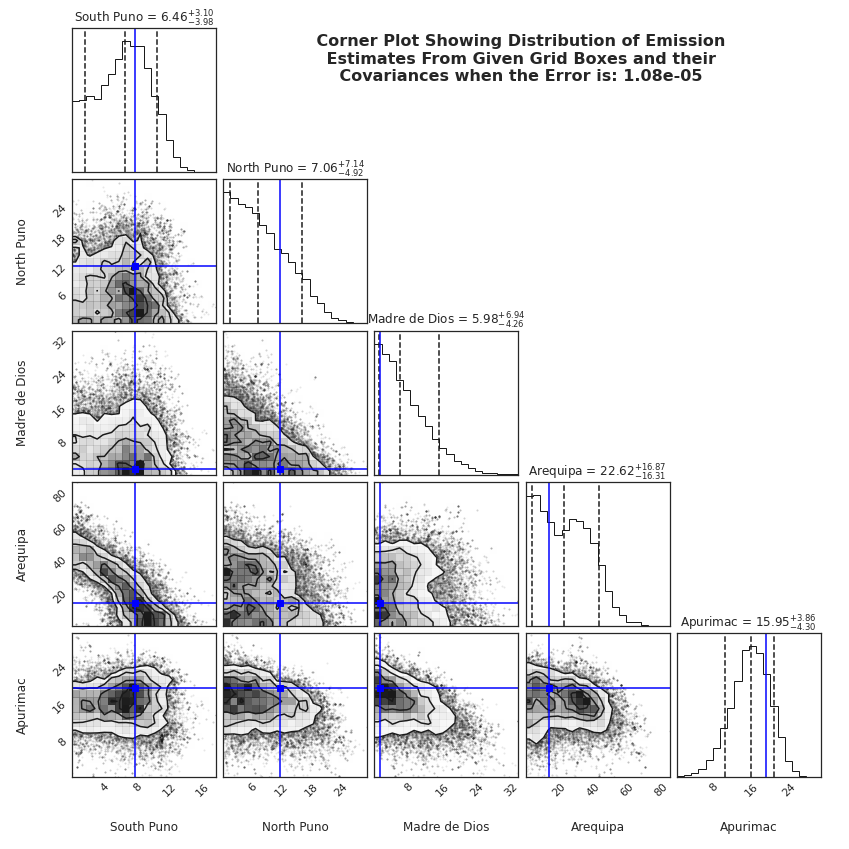 South Puno = 6.46+3.10−3.98
Corner Plot Showing Distribution of Emission
Estimates From Given Grid Boxes and their
Covariances when the Error is: 1.08e-05
North Puno = 7.06+7.14−4.92
24
18
12
6
North Puno
Madre de Dios = 5.98+6.94−4.26
32
24
16
8
Madre de Dios
Arequipa = 22.62+16.87−16.31
80
60
40
20
Arequipa
Apurimac = 15.95+3.86−4.30
24
16
8
Apurimac
4 8 12 16 6 12 18 24 8 16 24 32 20 40 60 80 8 16 24
South Puno North Puno Madre de Dios Arequipa Apurimac